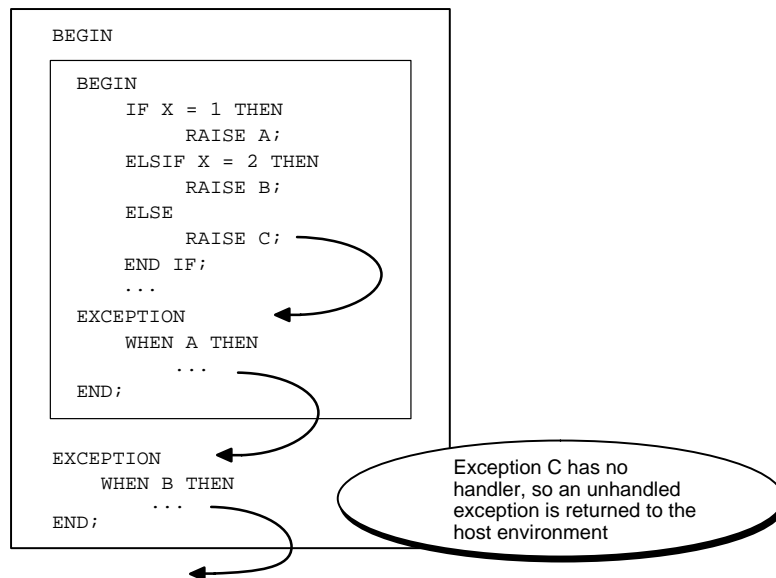 BEGIN
BEGIN
IF X = 1 THEN
RAISE A;
ELSIF X = 2 THEN
RAISE B;
ELSE
RAISE C;
END IF;
...
EXCEPTION
WHEN A THEN
...
END;
EXCEPTION
WHEN B THEN
...
END;
Exception C has no
handler, so an unhandled
exception is returned to the
host environment